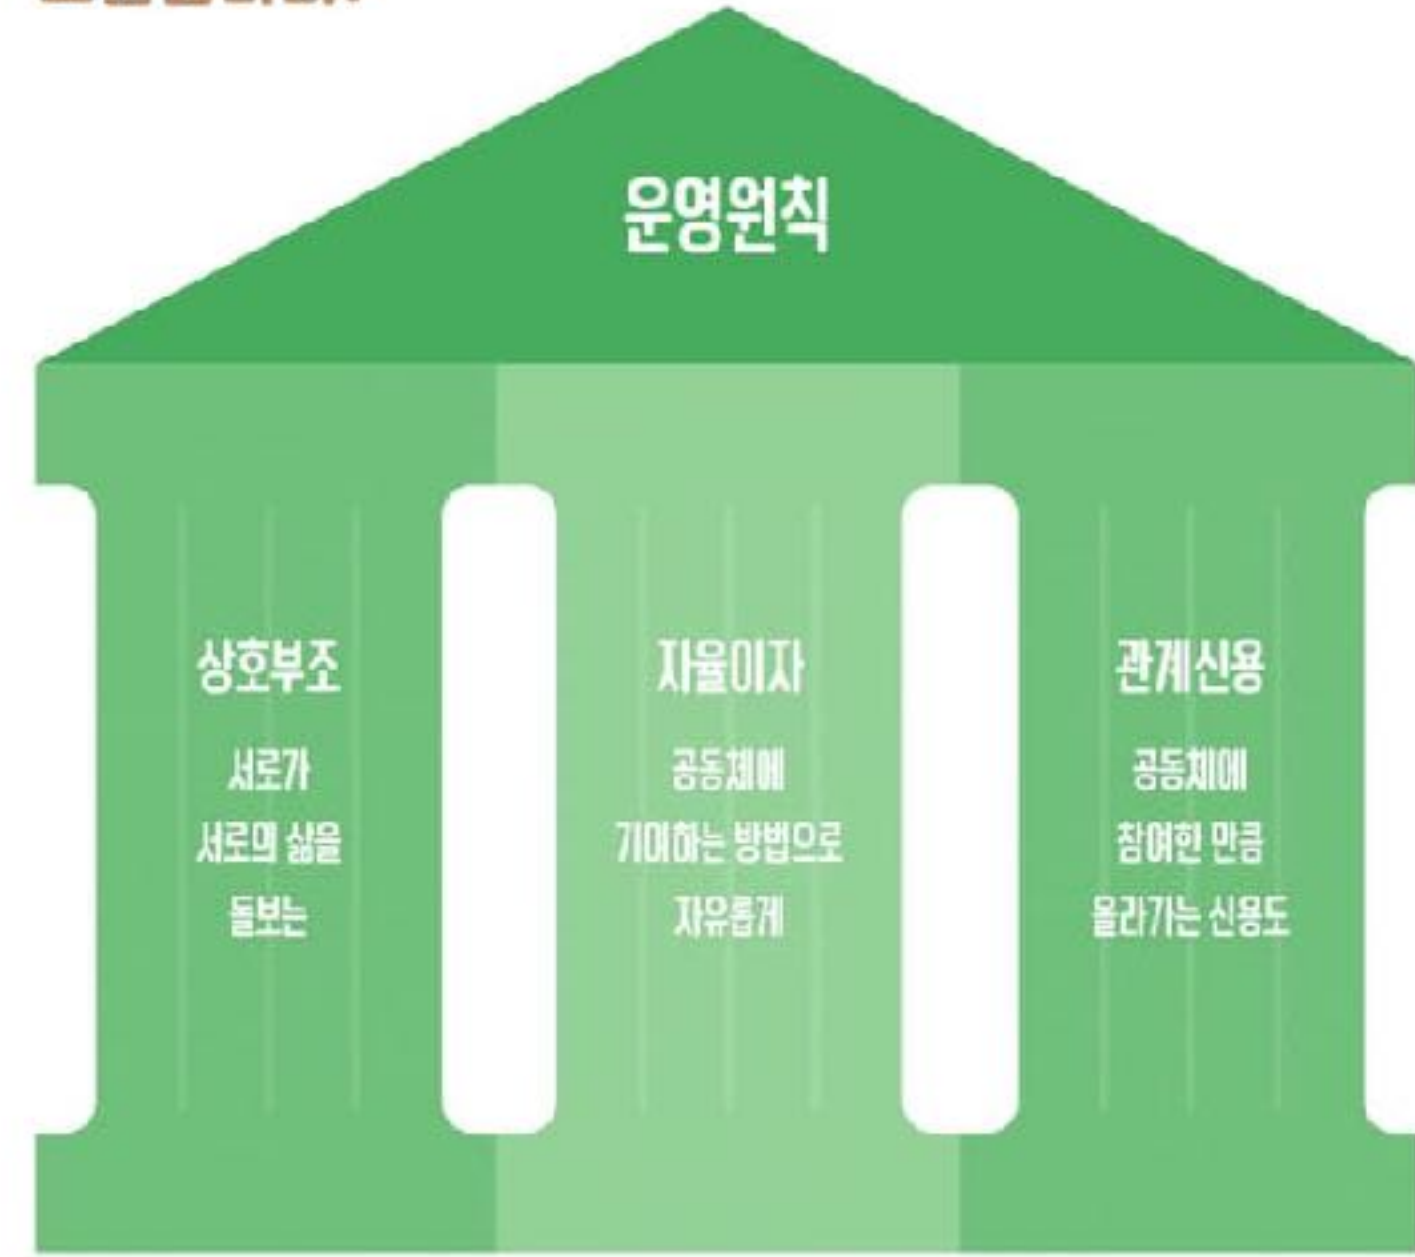 운영원칙
상호부조
서로가
서로의 삶을
돌보는
자율이자
공동체에
기여하는 방법으로
자유롭게
관계신용
공동체에
참여한 만큼
올라가는 신용도